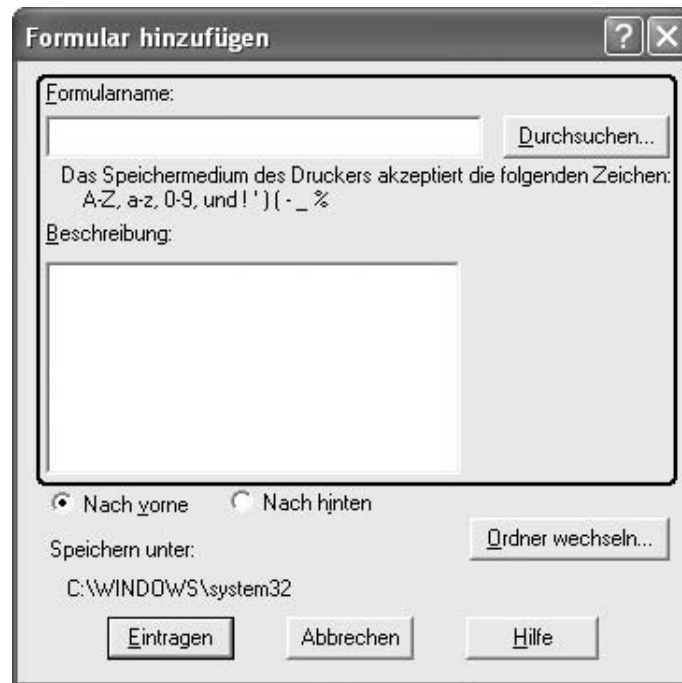 Formular hinzufügen
Formularname:
Durchsuchen...
Das Speichermedium des Druckers akzeptiert die folgenden Zeichen:
A-Z, a-z, 0-9, und ! ' ) ( - _ %
Beschreibung:
Nach vorne Nach hinten
Ordner wechseln...
Speichern unter:
C:\WINDOWS\system32
Eintragen Abbrechen Hilfe